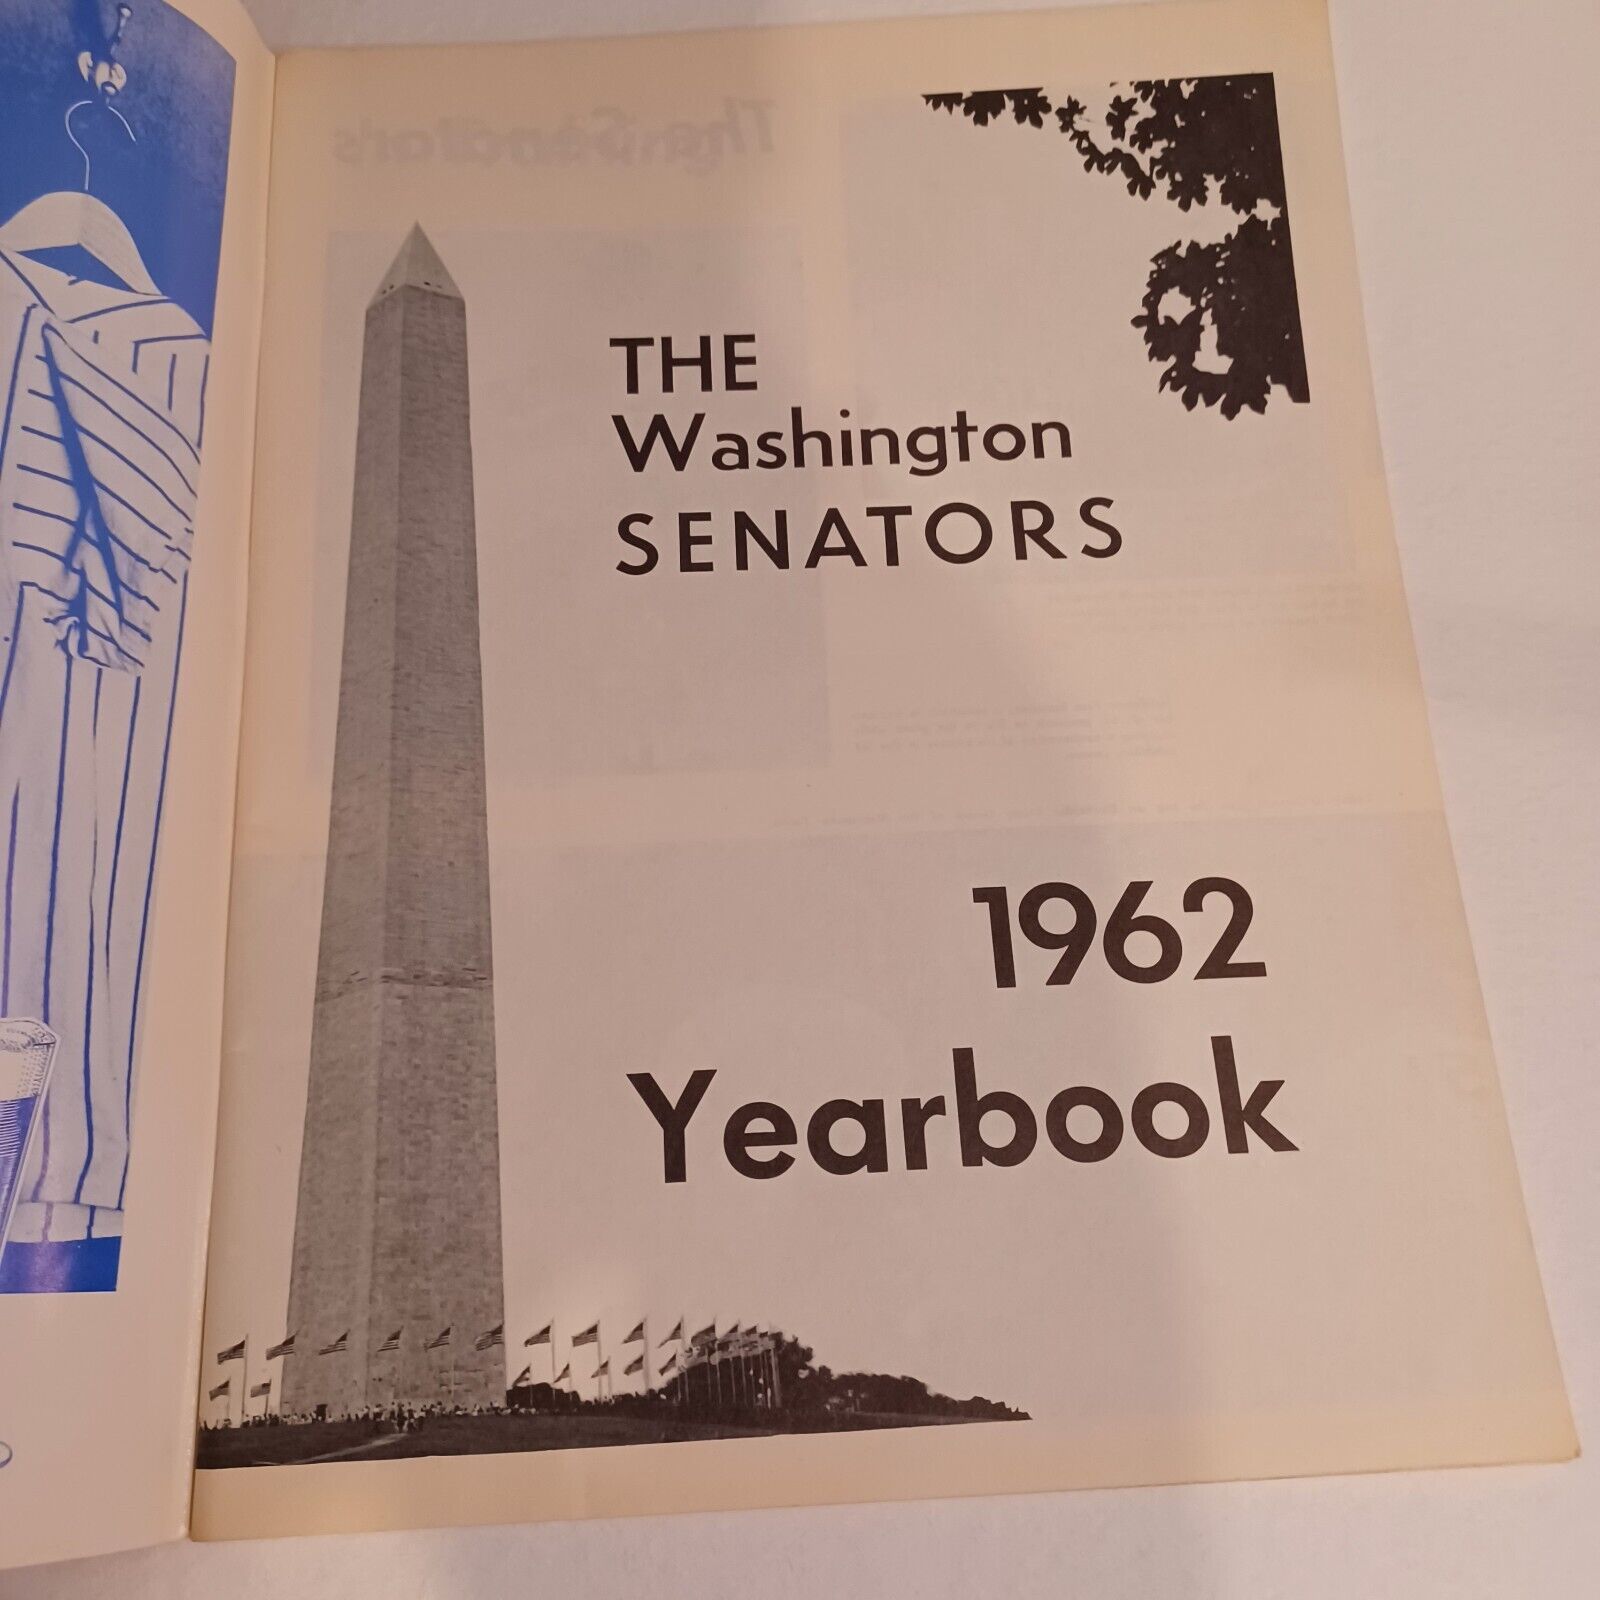 THE
Washington
SENATORS
1962
Yearbook